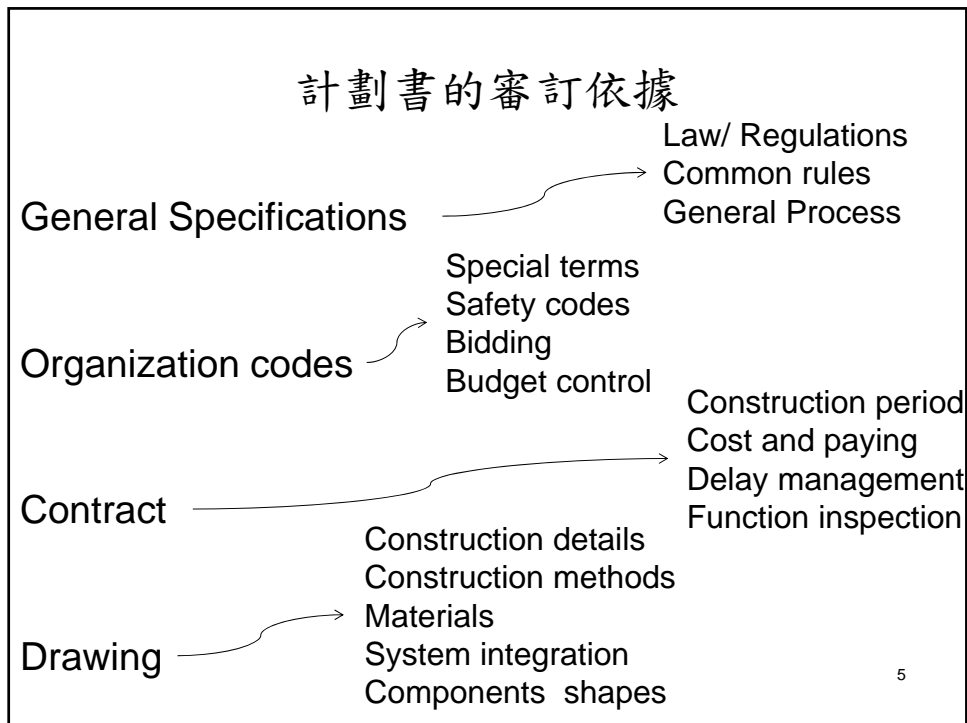 計劃書的審訂依據
General Specifications
Law/ Regulations
Common rules
General Process
Organization codes
Special terms
Safety codes
Bidding
Budget control
Contract
Construction period
Cost and paying
Delay management
Function inspection
Drawing
Construction details
Construction methods
Materials
System integration
Components shapes
5